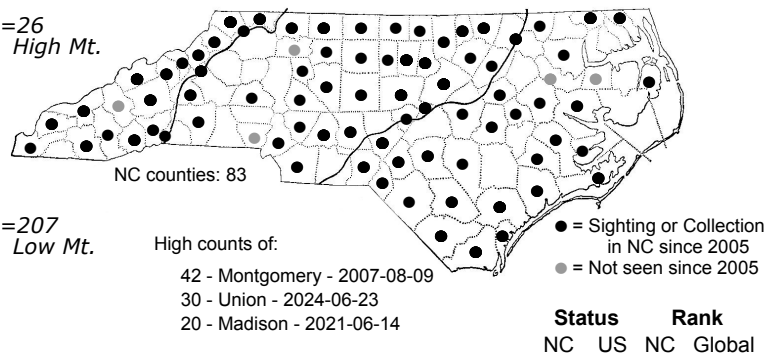 =26
High Mt.
NC counties: 83
=207
Low Mt.
High counts of:
42 - Montgomery - 2007-08-09
30 - Union - 2024-06-23
20 - Madison - 2021-06-14
= Sighting or Collection
in NC since 2005
= Not seen since 2005
Status Rank
NC US NC Global